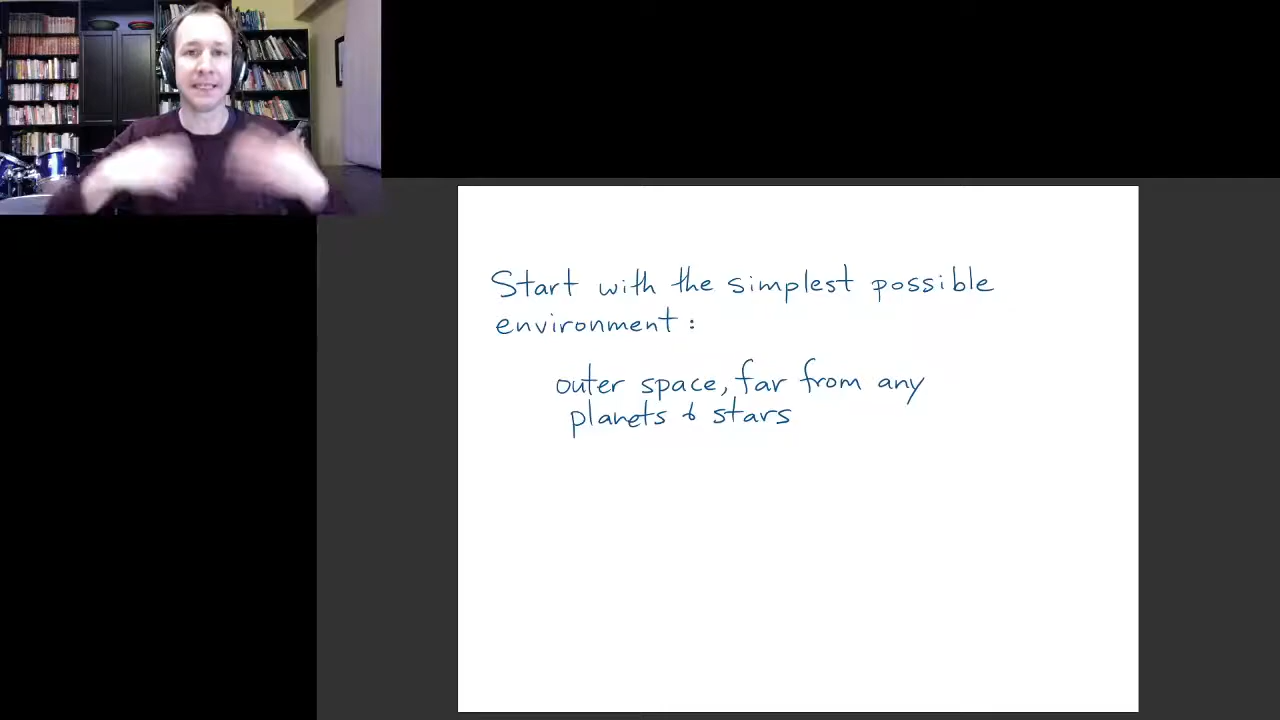 Start with the simplest possible
environment:
outer space, far from any
planets & stars